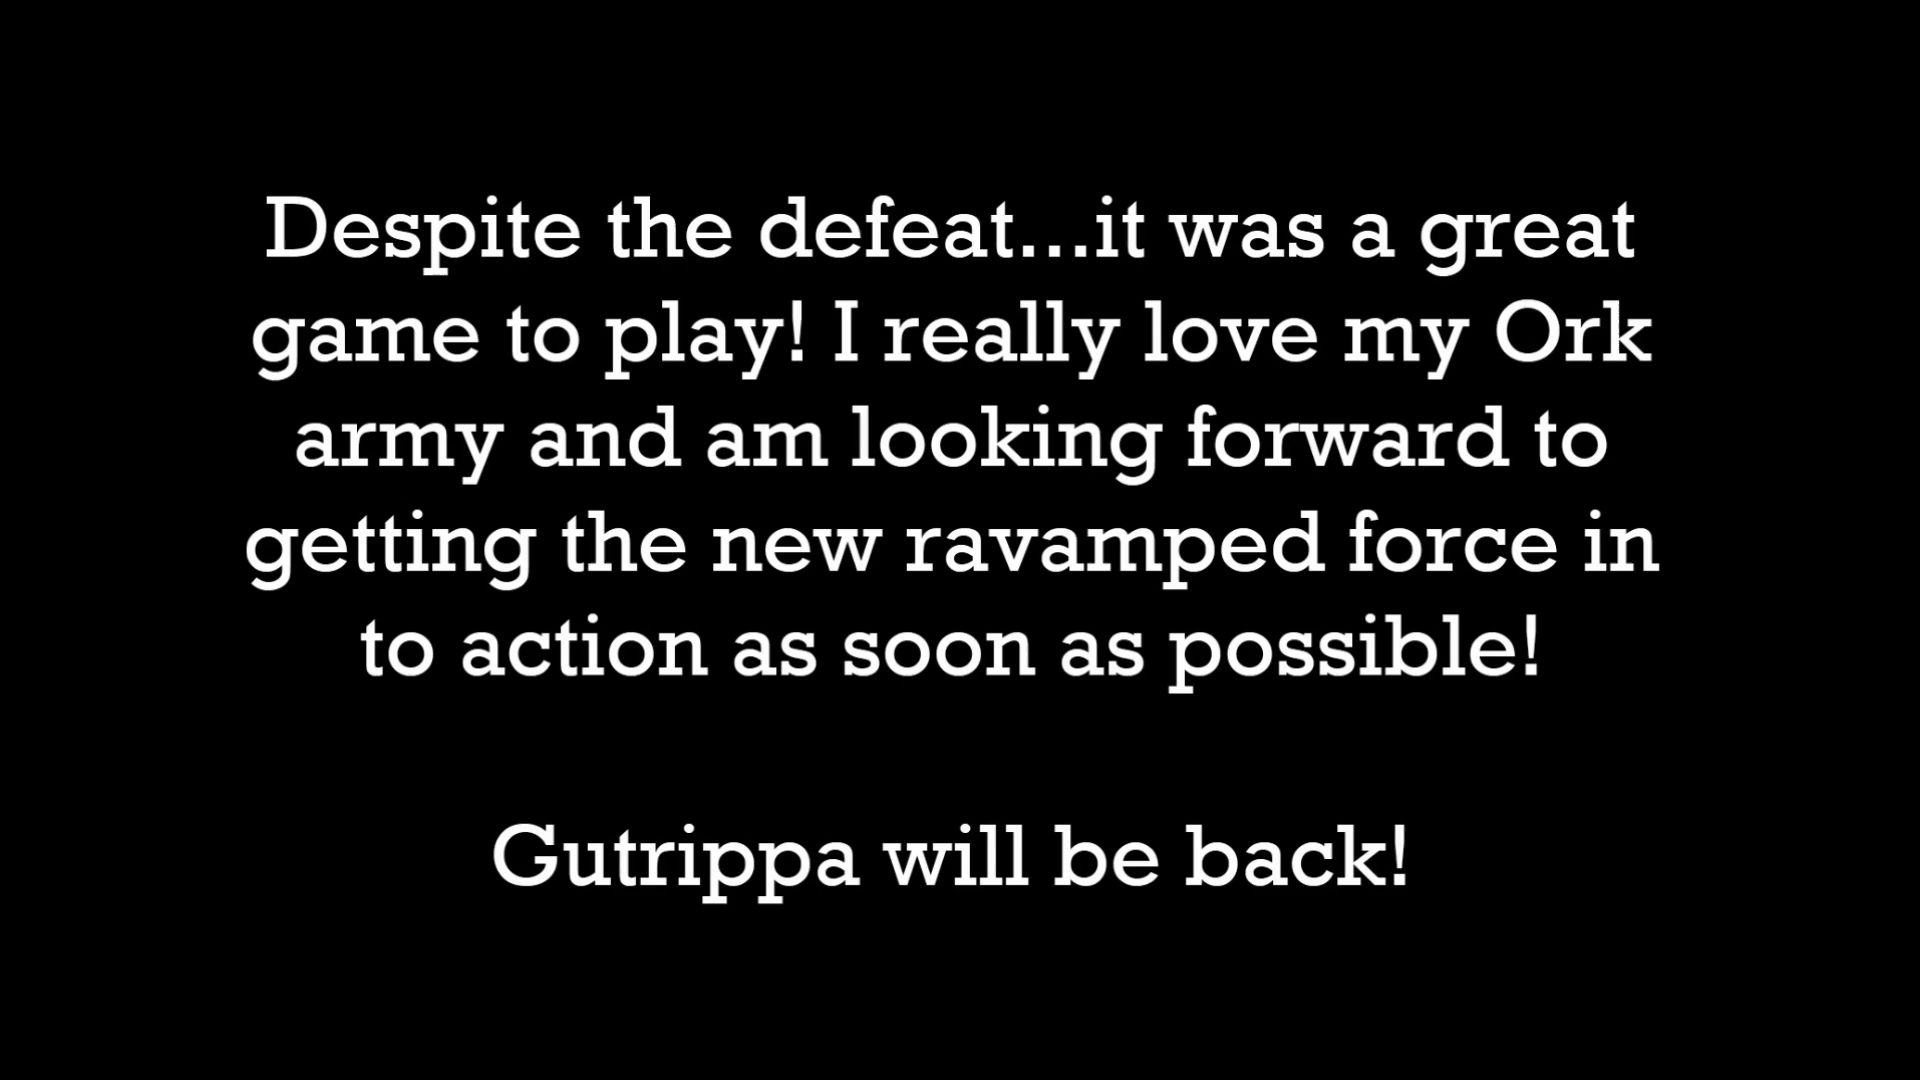 Despite the defeat...it was a great
game to play! I really love my Ork
army and am looking forward to
getting the new ravamped force in
to action as soon as possible!
Gutrippa will be back!